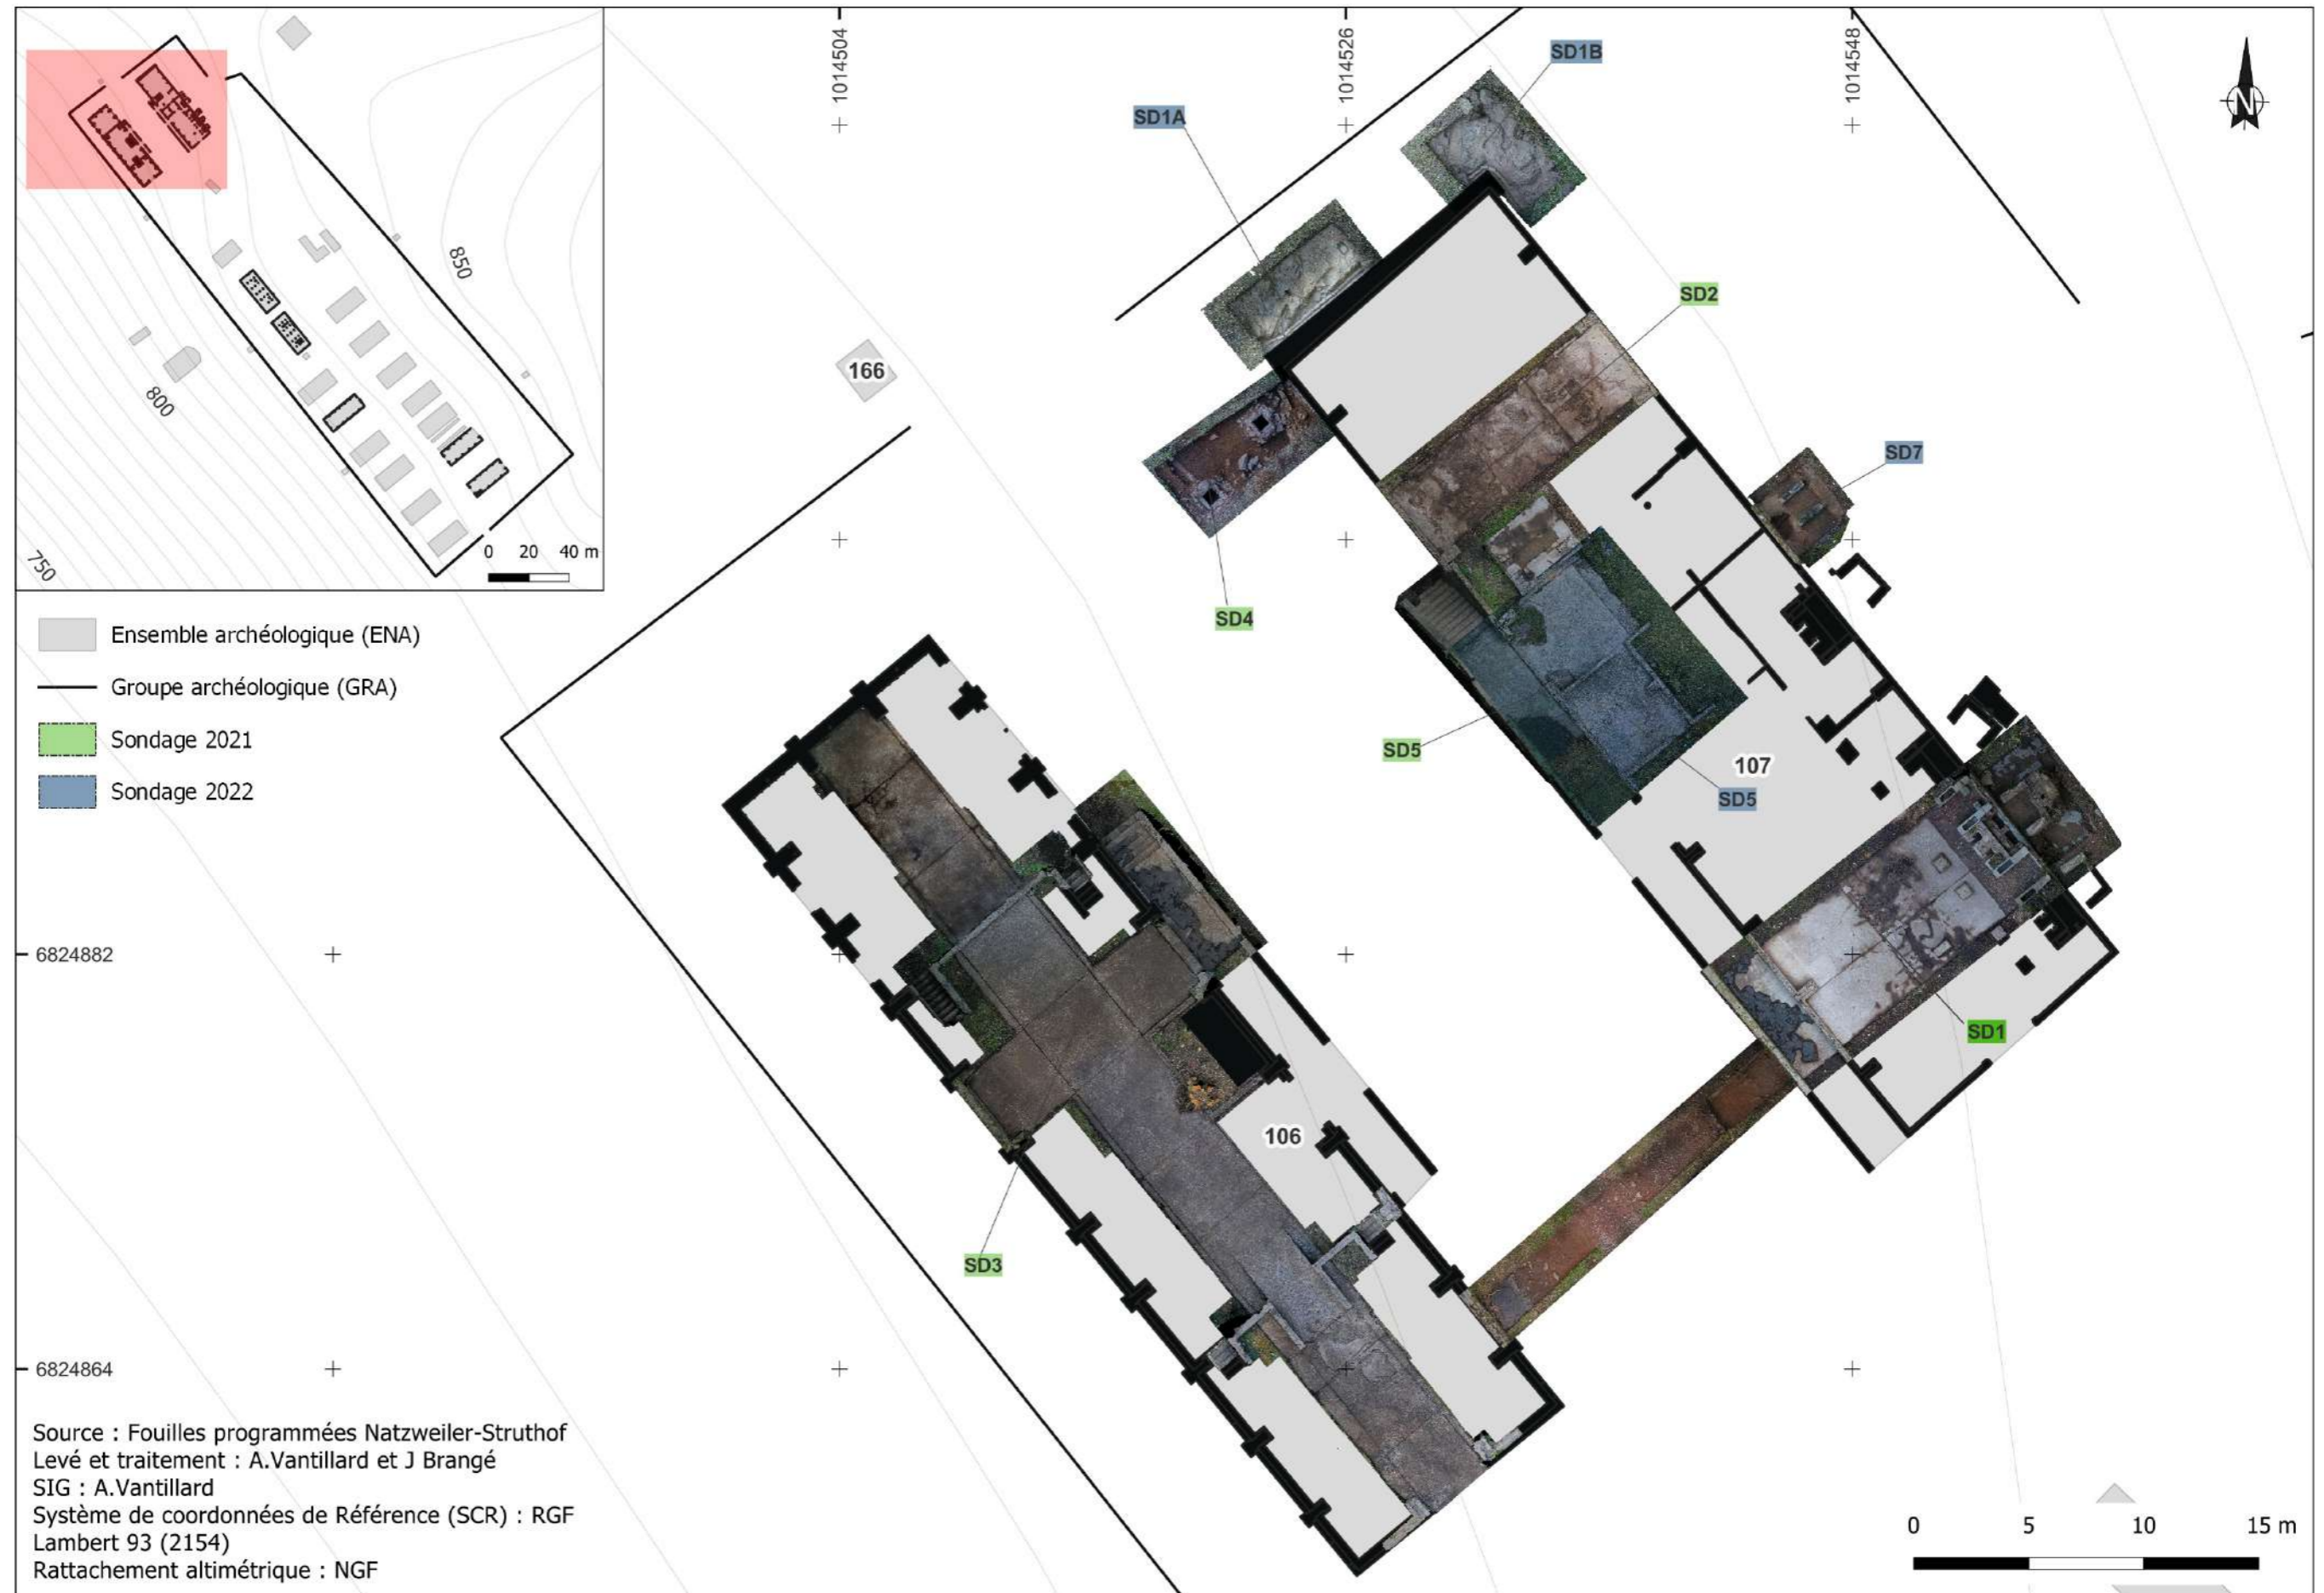 1014504
1014526
1014548
SD1B
SD1A
N
850
SD2
166
800
SD7
0 20 40 m
750
SD4
Ensemble archéologique (ENA)
Groupe archéologique (GRA)
Sondage 2021
Sondage 2022
SD5
107
SD5
6824882
SD1
106
SD3
6824864
Source : Fouilles programmées Natzweiler-Struthof
Levé et traitement : A.Vantillard et J Brangé
SIG : A.Vantillard
Système de coordonnées de Référence (SCR) : RGF
Lambert 93 (2154)
Rattachement altimétrique : NGF
0 5 10 15 m